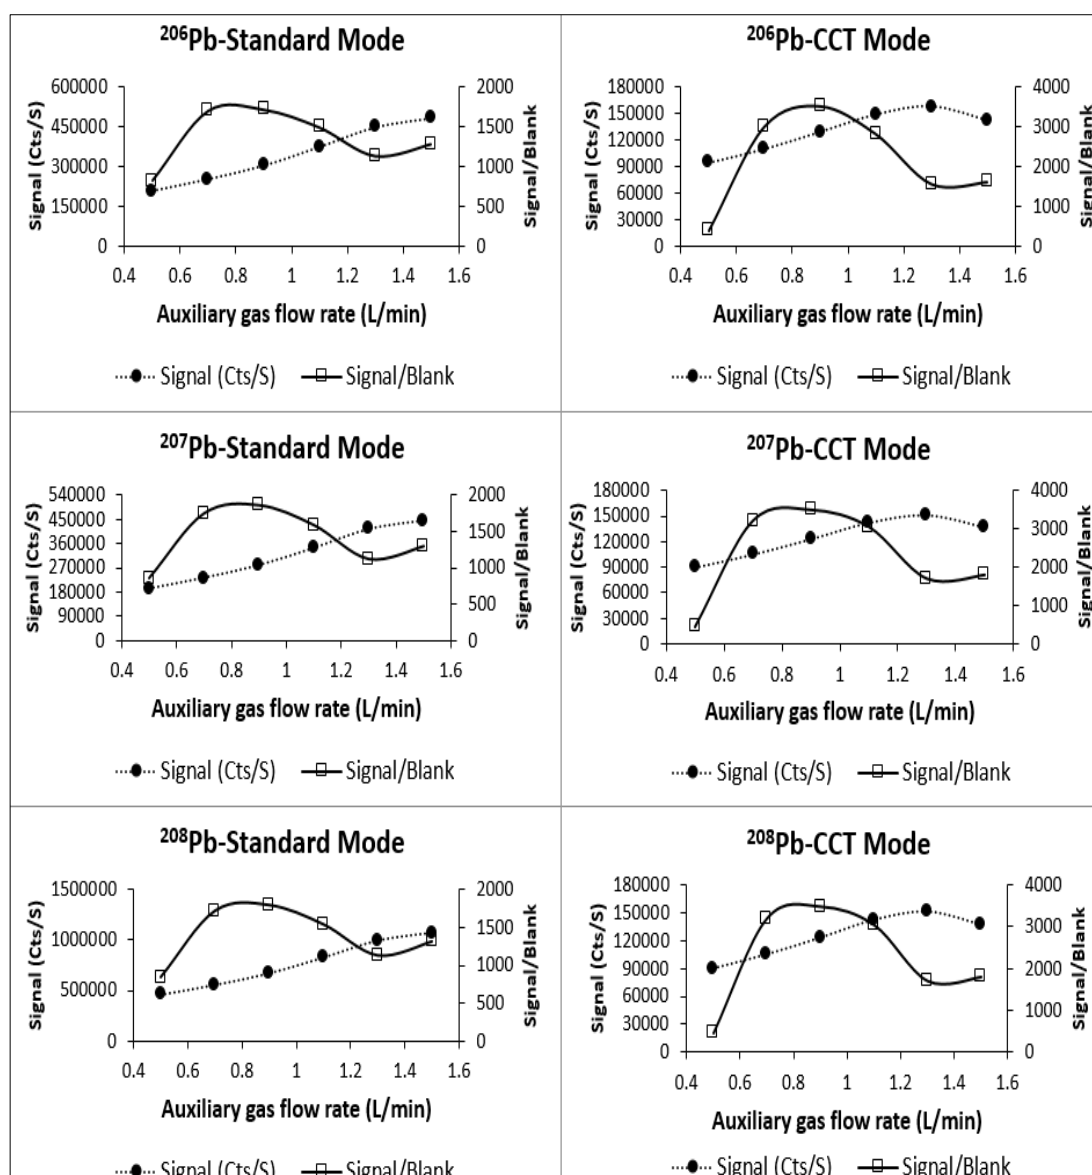 ²⁰⁶Pb-Standard Mode
Signal (Cts/S)
600000
450000
300000
150000
0
2000
1500
1000
500
0
Signal/Blank
0.4 0.6 0.8 1 1.2 1.4 1.6
Auxiliary gas flow rate (L/min)
Signal (Cts/S) Signal/Blank
²⁰⁶Pb-CCT Mode
Signal (Cts/S)
180000
150000
120000
90000
60000
30000
0
4000
3000
2000
1000
0
Signal/Blank
0.4 0.6 0.8 1 1.2 1.4 1.6
Auxiliary gas flow rate (L/min)
Signal (Cts/S) Signal/Blank
²⁰⁷Pb-Standard Mode
Signal (Cts/S)
540000
450000
360000
270000
180000
90000
0
2000
1500
1000
500
0
Signal/Blank
0.4 0.6 0.8 1 1.2 1.4 1.6
Auxiliary gas flow rate (L/min)
Signal (Cts/S) Signal/Blank
²⁰⁷Pb-CCT Mode
Signal (Cts/S)
180000
150000
120000
90000
60000
30000
0
4000
3000
2000
1000
0
Signal/Blank
0.4 0.6 0.8 1 1.2 1.4 1.6
Auxiliary gas flow rate (L/min)
Signal (Cts/S) Signal/Blank
²⁰⁸Pb-Standard Mode
Signal (Cts/S)
1500000
1000000
500000
0
2000
1500
1000
500
0
Signal/Blank
0.4 0.6 0.8 1 1.2 1.4 1.6
Auxiliary gas flow rate (L/min)
Signal (Cts/S) Signal/Blank
²⁰⁸Pb-CCT Mode
Signal (Cts/S)
180000
150000
120000
90000
60000
30000
0
4000
3000
2000
1000
0
Signal/Blank
0.4 0.6 0.8 1 1.2 1.4 1.6
Auxiliary gas flow rate (L/min)
Signal (Cts/S) Signal/Blank